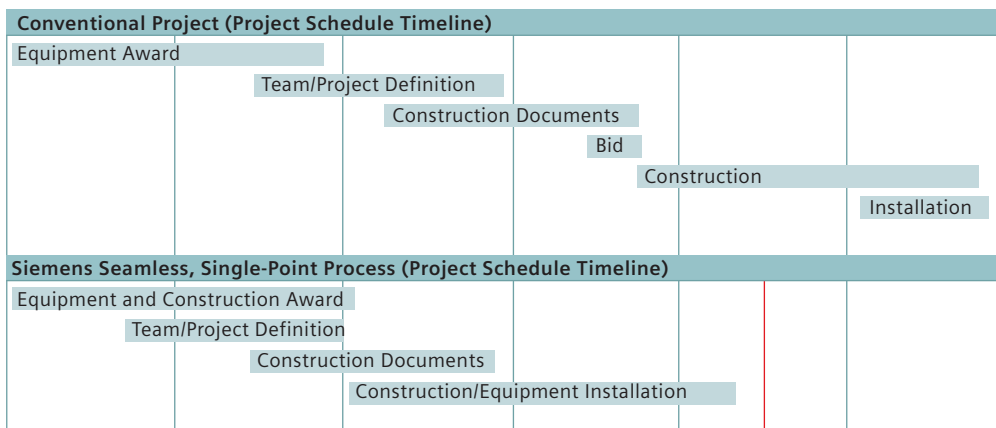 Conventional Project (Project Schedule Timeline)
Equipment Award
Team/Project Definition
Construction Documents
Bid
Construction
Installation
Siemens Seamless, Single-Point Process (Project Schedule Timeline)
Equipment and Construction Award
Team/Project Definition
Construction Documents
Construction/Equipment Installation